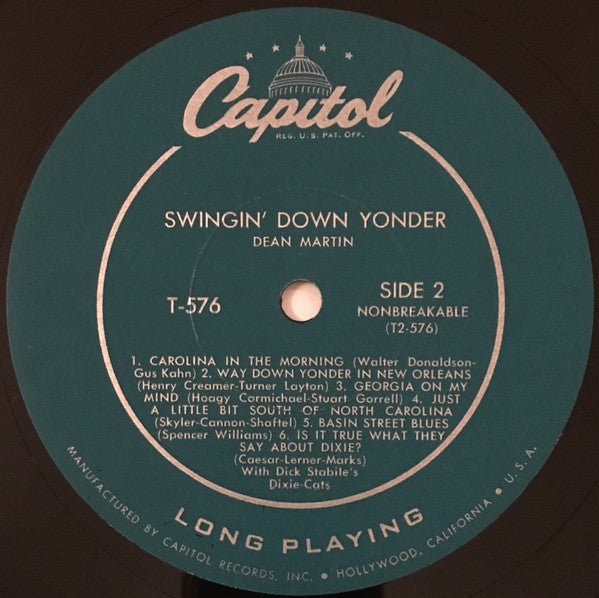 Capitol
REG. U.S. PAT. OFF.
SWINGIN' DOWN YONDER
DEAN MARTIN
T-576
SIDE 2
NONBREAKABLE
(T2-576)
1. CAROLINA IN THE MORNING (Walter Donaldson-
Gus Kahn) 2. WAY DOWN YONDER IN NEW ORLEANS
(Henry Creamer-Turner Layton) 3. GEORGIA ON MY
MIND (Hoagy Carmichael-Stuart Gorrell) 4. JUST
A LITTLE BIT SOUTH OF NORTH CAROLINA
(Skyler-Cannon-Shaftel) 5. BASIN STREET BLUES
(Spencer Williams) 6. IS IT TRUE WHAT THEY
SAY ABOUT DIXIE?
(Caesar-Lerner-Marks)
With Dick Stabile's
Dixie-Cats
LONG PLAYING
MANUFACTURED BY CAPITOL RECORDS, INC. • HOLLYWOOD, CALIFORNIA • U.S.A.